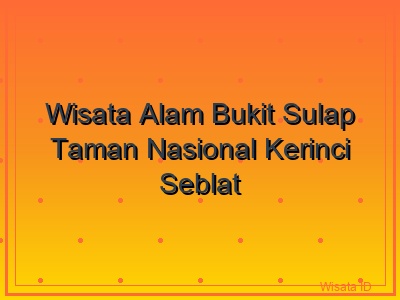 Wisata Alam Bukit Sulap
Taman Nasional Kerinci
Seblat
Wisata ID